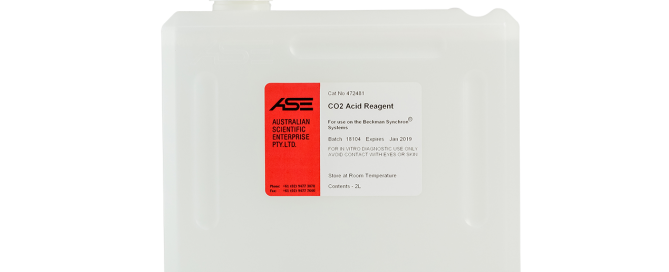 ASE
AUSTRALIAN
SCIENTIFIC
ENTERPRISE
PTY.LTD.
Cat No 472481
CO2 Acid Reagent
For use on the Beckman Synchron®
Systems
Batch 18104 Expires Jan 2019
FOR IN VITRO DIAGNOSTIC USE ONLY
AVOID CONTACT WITH EYES OR SKIN
Store at Room Temperature
Contents - 2L